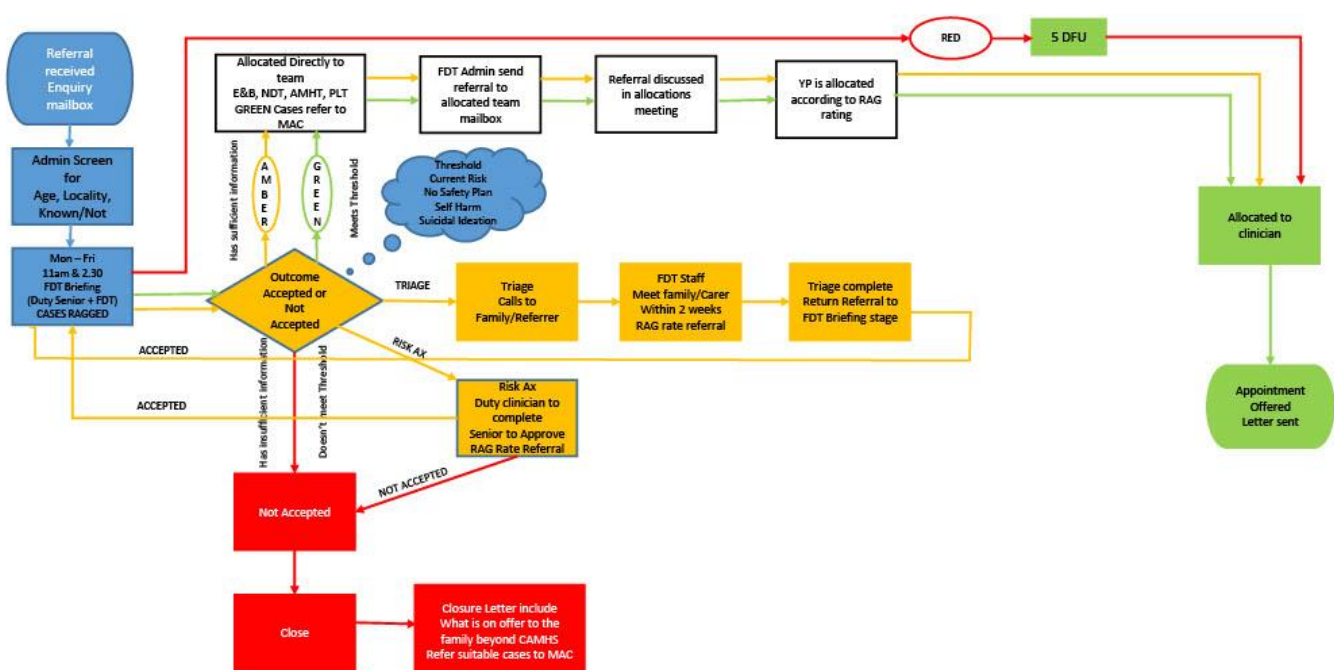 Referral
received
Enquiry
mailbox
Admin Screen
for
Age, Locality,
Known/Not
Mon – Fri
11am & 2.30
FDT Briefing
(Duty Senior + FDT)
CASES RAGGED
Allocated Directly to
team
E&B, NDT, AMHT, PLT
GREEN Cases refer to
MAC
FDT Admin send
referral to
allocated team
mailbox
Referral discussed
in allocations
meeting
YP is allocated
according to RAG
rating
RED
5 DFU
Has sufficient information
AMBER
GREEN
Meets Threshold
Threshold
Current Risk
No Safety Plan
Self Harm
Suicidal Ideation
Outcome
Accepted or
Not
Accepted
TRIAGE
Triage
Calls to
Family/Referrer
FDT Staff
Meet family/Carer
Within 2 weeks
RAG rate referral
Triage complete
Return Referral to
FDT Briefing stage
Allocated to
clinician
Appointment
Offered
Letter sent
ACCEPTED
RISK AX
ACCEPTED
Has insufficient information
Doesn't meet Threshold
Risk Ax
Duty clinician to
complete
Senior to Approve
RAG Rate Referral
NOT ACCEPTED
Not Accepted
Close
Closure Letter include
What is on offer to the
family beyond CAMHS
Refer suitable cases to MAC